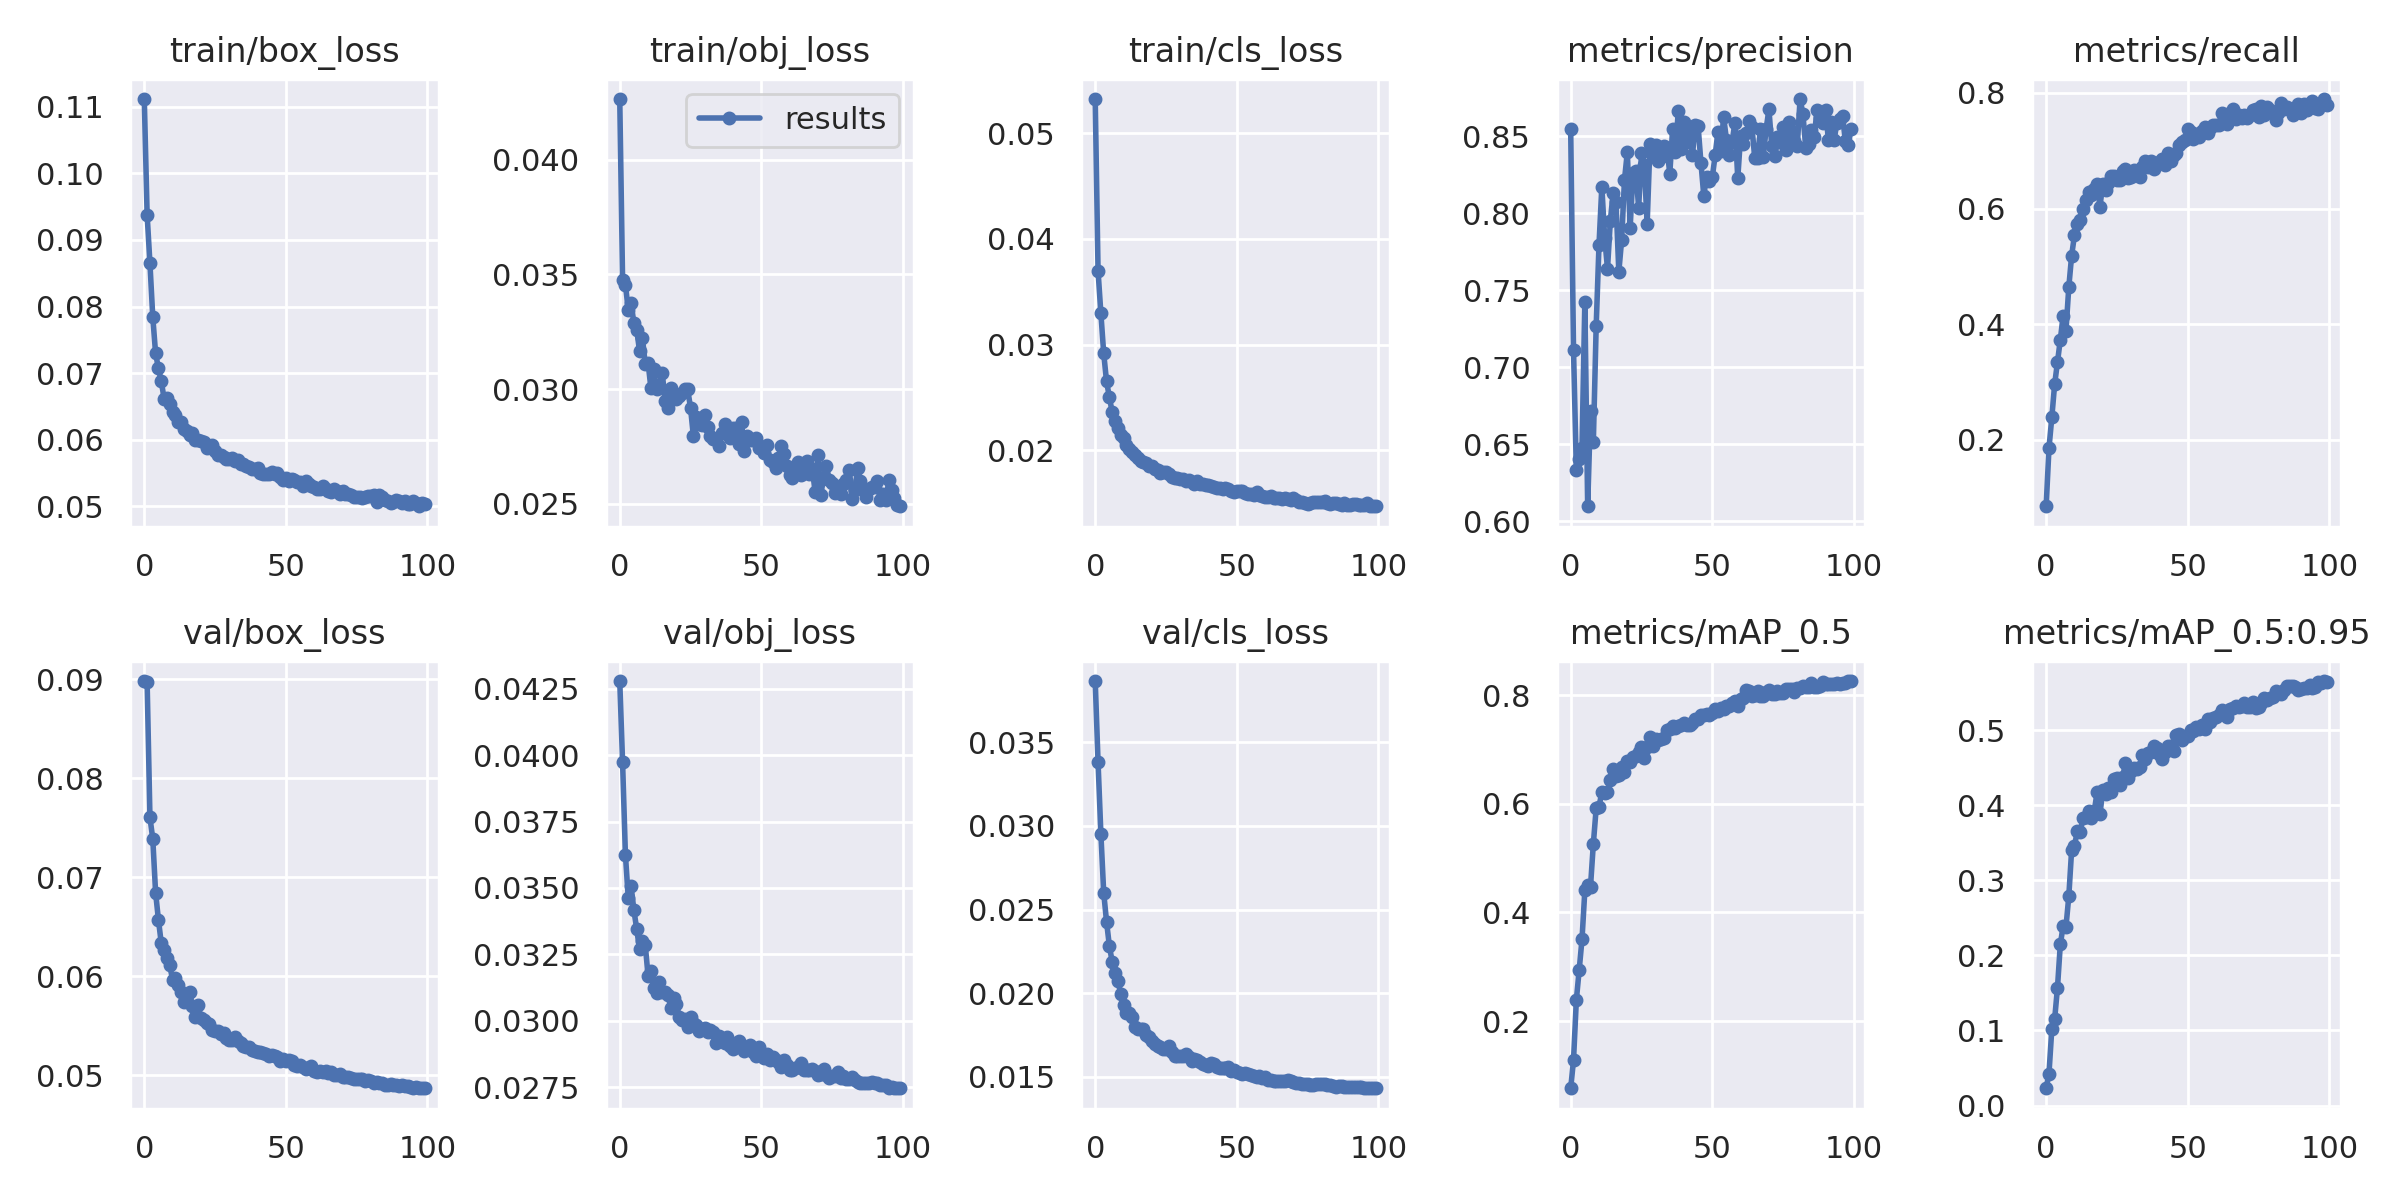 train/box_loss
0.11
0.10
0.09
0.08
0.07
0.06
0.05
0 50 100
train/obj_loss
results
0.040
0.035
0.030
0.025
0 50 100
train/cls_loss
0.05
0.04
0.03
0.02
0 50 100
metrics/precision
0.85
0.80
0.75
0.70
0.65
0.60
0 50 100
metrics/recall
0.8
0.6
0.4
0.2
0 50 100
val/box_loss
0.09
0.08
0.07
0.06
0.05
0 50 100
val/obj_loss
0.0425
0.0400
0.0375
0.0350
0.0325
0.0300
0.0275
0 50 100
val/cls_loss
0.035
0.030
0.025
0.020
0.015
0 50 100
metrics/mAP_0.5
0.8
0.6
0.4
0.2
0 50 100
metrics/mAP_0.5:0.95
0.5
0.4
0.3
0.2
0.1
0.0
0 50 100